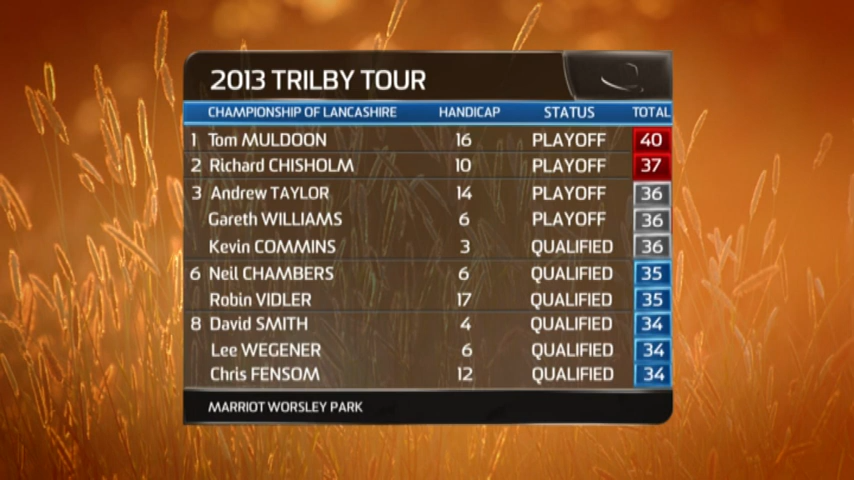 2013 TRILBY TOUR
CHAMPIONSHIP OF LANCASHIRE HANDICAP STATUS TOTAL
1 Tom MULDOON 16 PLAYOFF 40
2 Richard CHISHOLM 10 PLAYOFF 37
3 Andrew TAYLOR 14 PLAYOFF 36
Gareth WILLIAMS 6 PLAYOFF 36
Kevin COMMINS 3 QUALIFIED 36
6 Neil CHAMBERS 6 QUALIFIED 35
Robin VIDLER 17 QUALIFIED 35
8 David SMITH 4 QUALIFIED 34
Lee WEGENER 6 QUALIFIED 34
Chris FENSOM 12 QUALIFIED 34
MARRIOT WORSLEY PARK